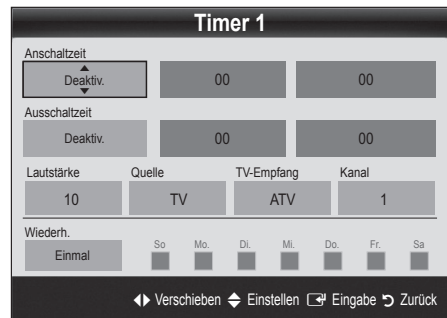 Timer 1
Anschaltzeit
Deaktiv. 00 00
Ausschaltzeit
Deaktiv. 00 00
Lautstärke Quelle TV-Empfang Kanal
10 TV ATV 1
Wiederh.
Einmal So Mo. Di. Mi. Do. Fr. Sa
Verschieben Einstellen Eingabe Zurück